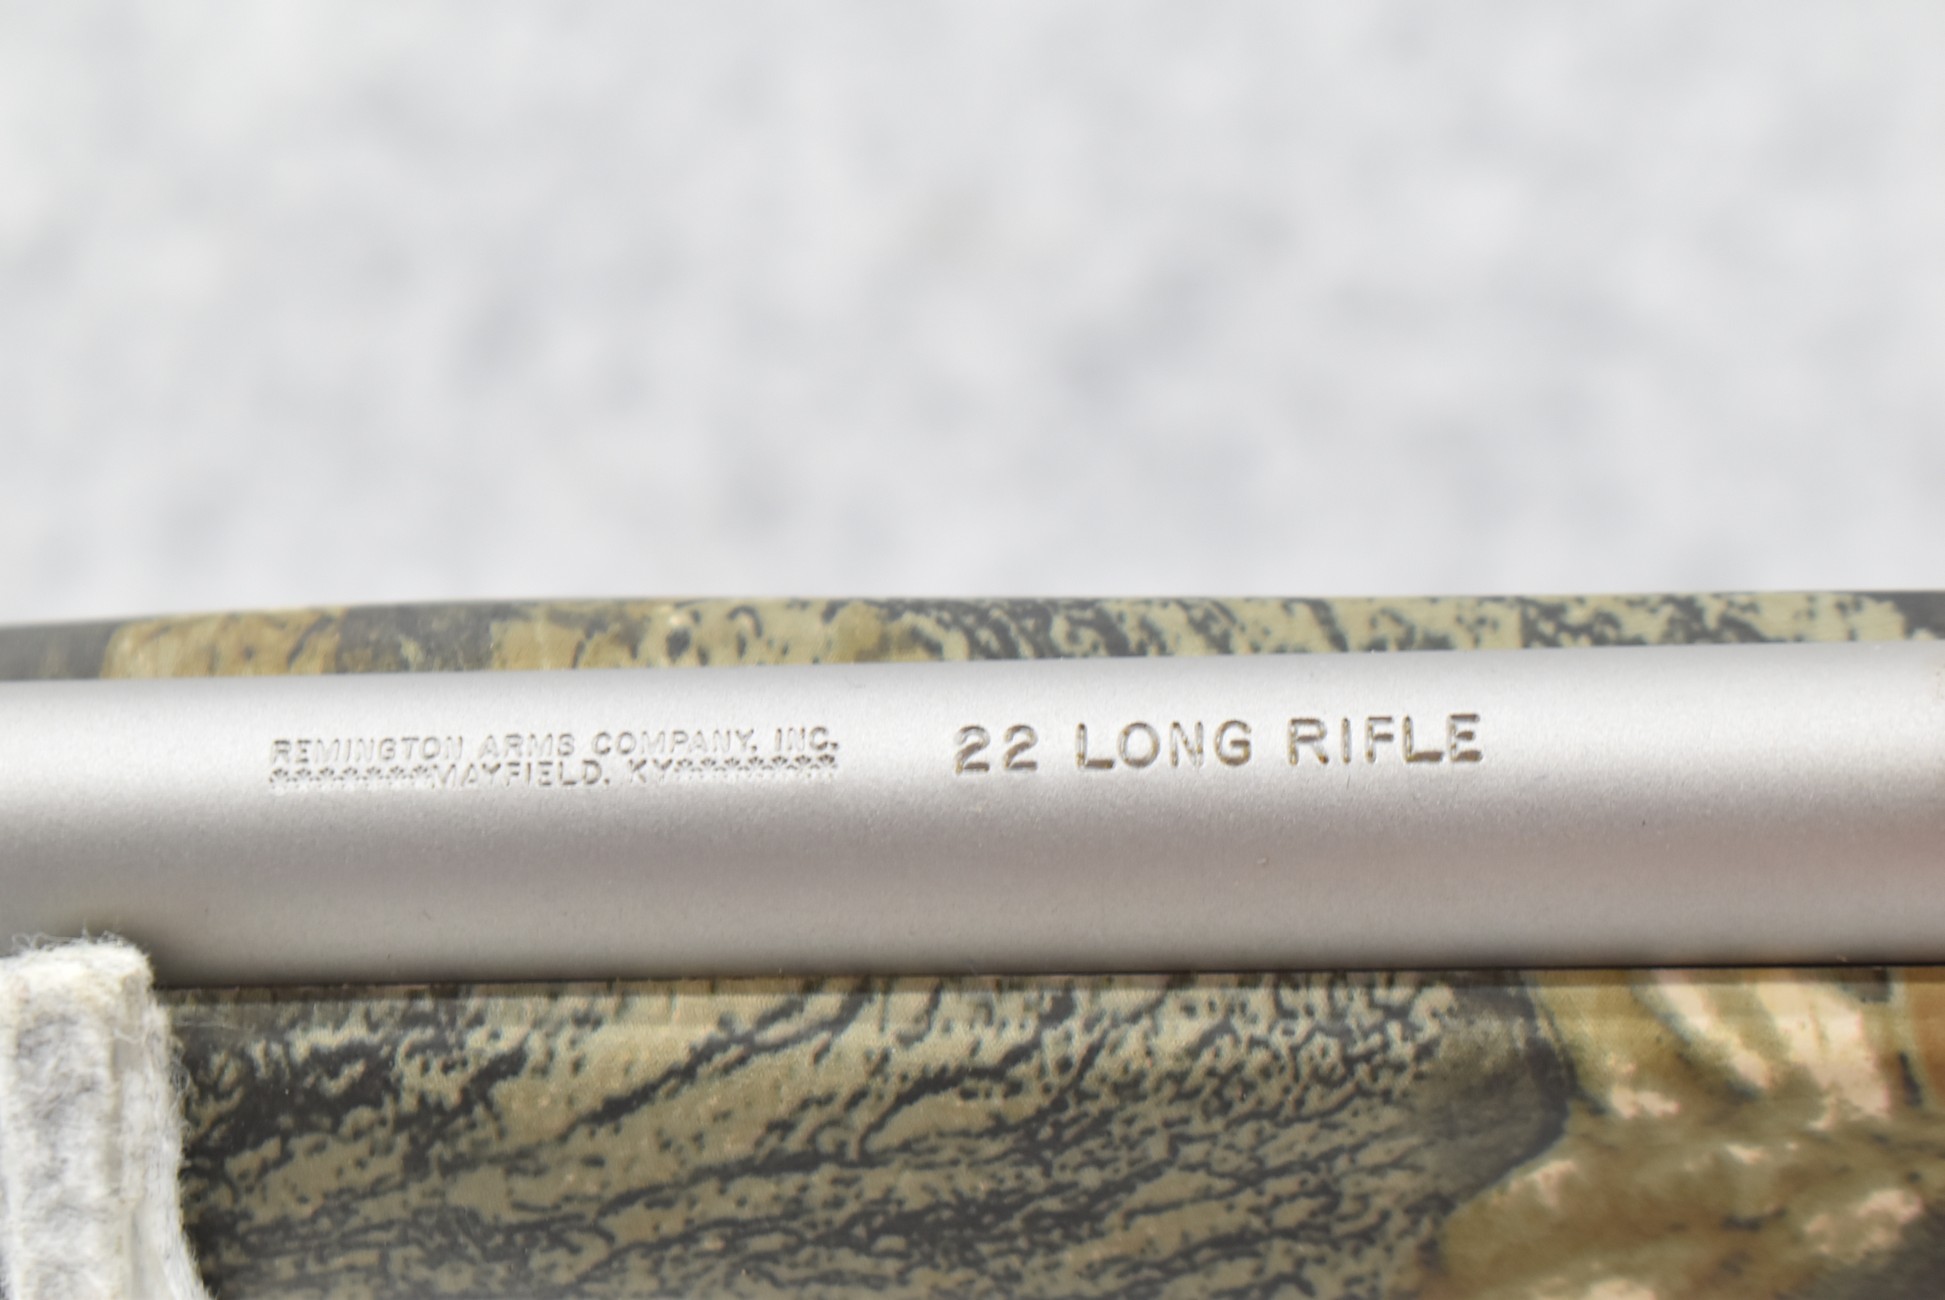 REMINGTON ARMS COMPANY, INC.
MAYFIELD, KY
22 LONG RIFLE